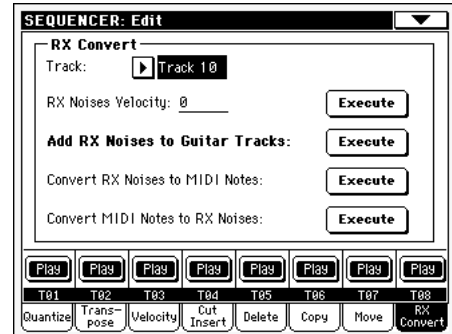 SEQUENCER: Edit
RX Convert
Track: Track 10
RX Noises Velocity: 0 Execute
Add RX Noises to Guitar Tracks: Execute
Convert RX Noises to MIDI Notes: Execute
Convert MIDI Notes to RX Noises: Execute
Play Play Play Play Play Play Play Play
T01 T02 T03 T04 T05 T06 T07 T08
Quantize Trans-pose Velocity Cut Insert Delete Copy Move RX Convert